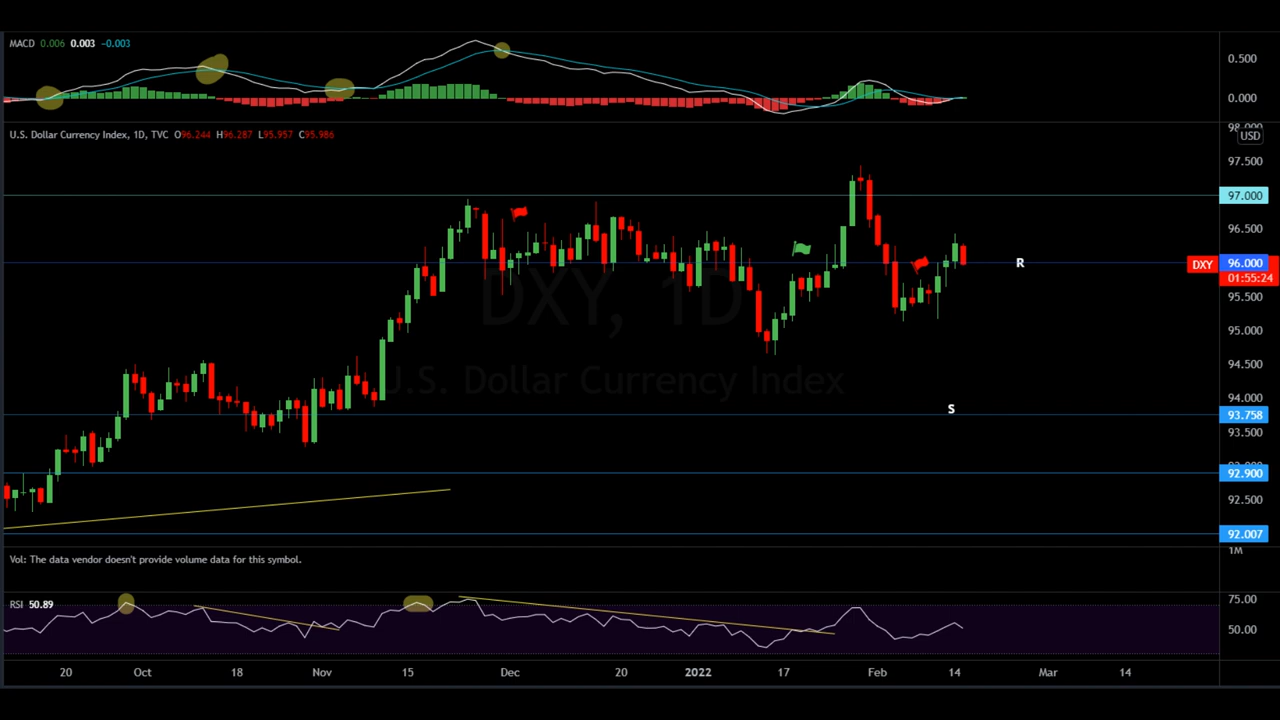 MACD 0.006 0.003 -0.003
0.500
0.000
U.S. Dollar Currency Index, 1D, TVC O96.244 H96.287 L95.957 C95.986
98.000
USD
97.500
97.000
96.500
R
DXY 96.000
01:55:24
95.500
DXY, 1D
95.000
94.500
U.S. Dollar Currency Index
94.000
S
93.758
93.500
92.900
92.500
92.007
Vol: The data vendor doesn't provide volume data for this symbol.
1M
RSI 50.89
75.00
50.00
20 Oct 18 Nov 15 Dec 20 2022 17 Feb 14 Mar 14